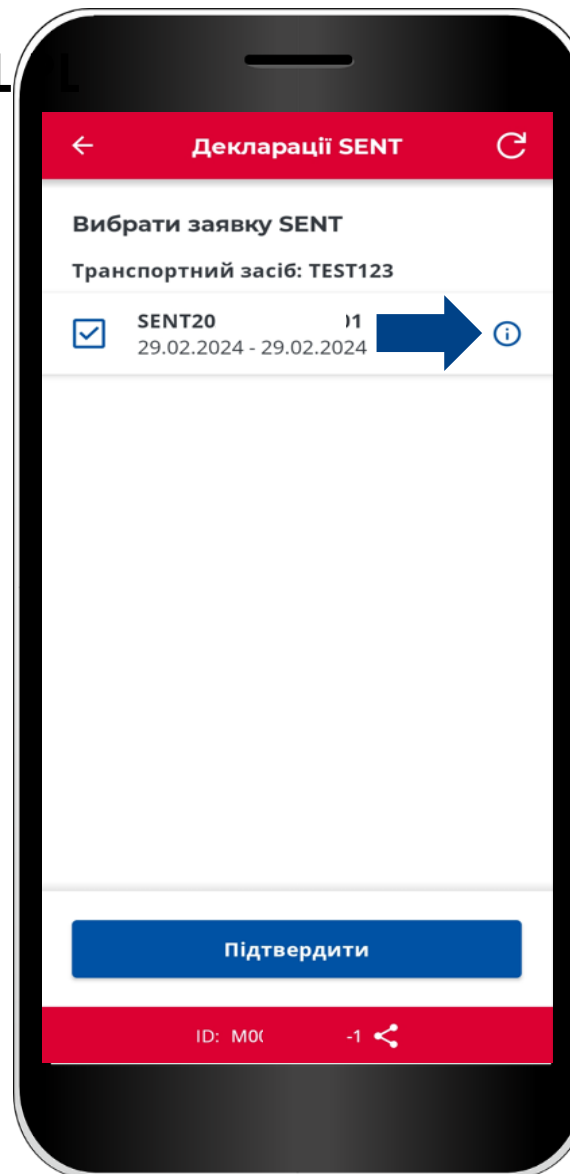 Декларації SENT
Вибрати заявку SENT
Транспортний засіб: TEST123
SENT20 1
29.02.2024 - 29.02.2024
Підтвердити
ID: M0 -1